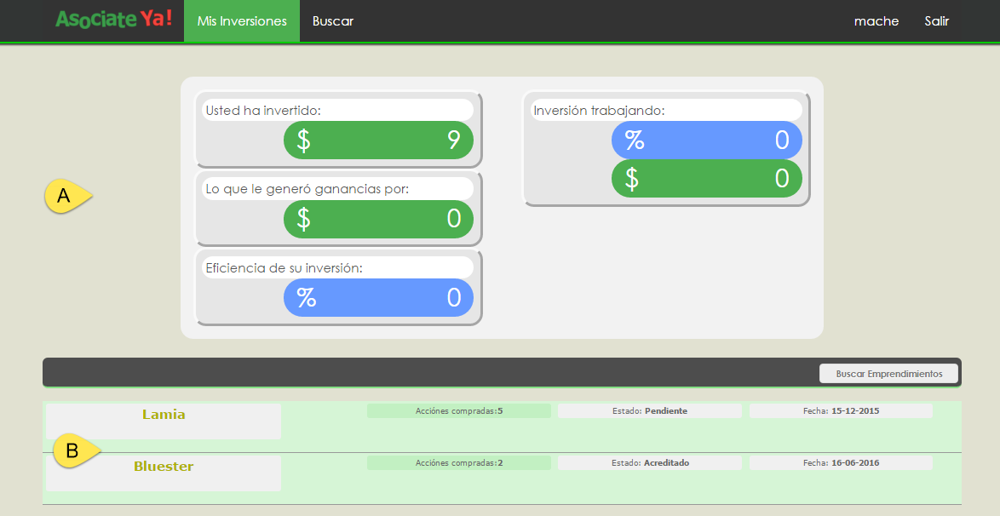 Asociate Ya! Mis Inversiones Buscar mache Salir
Usted ha invertido:
$ 9
Lo que le generó ganancias por:
$ 0
Eficiencia de su inversión:
% 0
Inversión trabajando:
% 0
$ 0
A
Buscar Emprendimientos
Lamia Acciónes compradas:5 Estado: Pendiente Fecha: 15-12-2015
B
Bluester Acciónes compradas:2 Estado: Acreditado Fecha: 16-06-2016